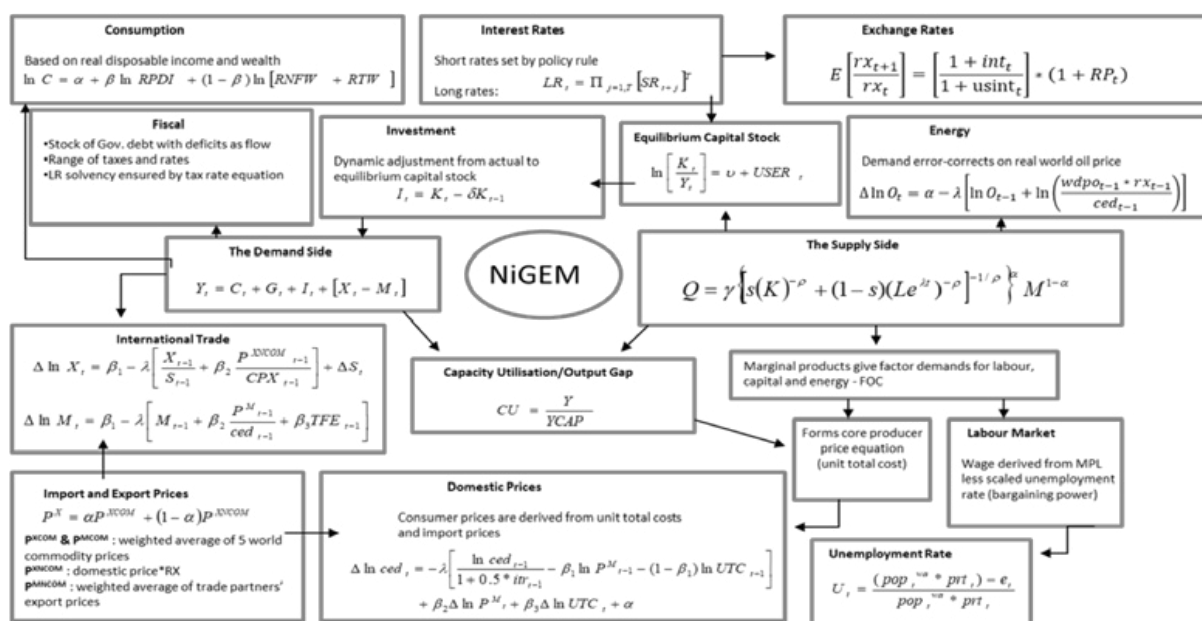 Consumption
Based on real disposable income and wealth
ln C = α + β ln RPDI + (1 − β) ln [RNFW + RTW ]
Interest Rates
Short rates set by policy rule
Long rates: LR_t = Π_{j=1,T} [SR_{t+j}]^T
Exchange Rates
E[rx_{t+1} / rx_t] = [1 + int_t / 1 + usint_t] * (1 + RP_t)
Fiscal
•Stock of Gov. debt with deficits as flow
•Range of taxes and rates
•LR solvency ensured by tax rate equation
Investment
Dynamic adjustment from actual to
equilibrium capital stock
I_t = K_t − δK_{t−1}
Equilibrium Capital Stock
ln [K_t / Y_t] = υ + USER_t
Energy
Demand error-corrects on real world oil price
Δ ln O_t = α − λ [ln O_{t−1} + ln (wdpo_{t−1} * rx_{t−1} / ced_{t−1})]
The Demand Side
Y_t = C_t + G_t + I_t + [X_t − M_t]
NiGEM
The Supply Side
Q = γ {[s(K)^{−ρ} + (1 − s)(Le^{λt})^{−ρ}]^{−1/ρ}}^α M^{1−α}
International Trade
Δ ln X_t = β_1 − λ [X_{t−1} / S_{t−1} + β_2 P^{XNCOM}_{t−1} / CPX_{t−1}] + ΔS_t
Δ ln M_t = β_1 − λ [M_{t−1} + β_2 P^M_{t−1} / ced_{t−1} + β_3 TFE_{t−1}]
Capacity Utilisation/Output Gap
CU = Y / YCAP
Marginal products give factor demands for labour,
capital and energy - FOC
Forms core producer
price equation
(unit total cost)
Labour Market
Wage derived from MPL
less scaled unemployment
rate (bargaining power)
Import and Export Prices
P^X = αP^{XCOM} + (1 − α)P^{XNCOM}
P^{XCOM} & P^{MCOM} : weighted average of 5 world
commodity prices
P^{XNCOM} : domestic price*RX
P^{MNCOM} : weighted average of trade partners'
export prices
Domestic Prices
Consumer prices are derived from unit total costs
and import prices
Δ ln ced_t = −λ [ln ced_{t−1} / 1 + 0.5 * itr_{t−1} − β_1 ln P^M_{t−1} − (1 − β_1) ln UTC_{t−1}]
+ β_2 Δ ln P^M_t + β_3 Δ ln UTC_t + α
Unemployment Rate
U_t = (pop_t^{wa} * prt_t) − e_t / pop_t^{wa} * prt_t